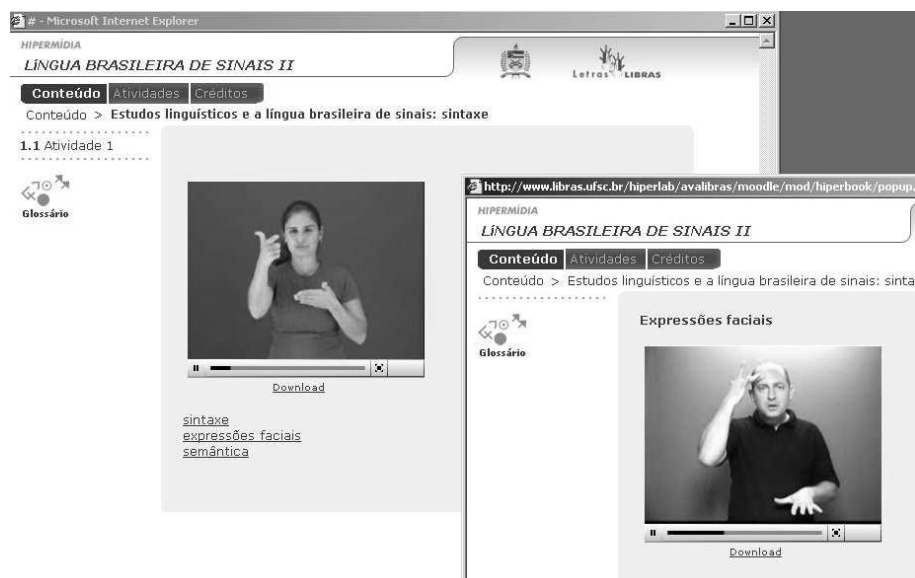 # - Microsoft Internet Explorer
HIPERMÍDIA
LÍNGUA BRASILEIRA DE SINAIS II
Letras LIBRAS
Conteúdo Atividades Créditos
Conteúdo > Estudos linguísticos e a língua brasileira de sinais: sintaxe
1.1 Atividade 1
Glossário
Download
sintaxe
expressões faciais
semântica
http://www.libras.ufsc.br/hiperlab/avalibras/moodle/mod/hiperbook/popup.
HIPERMÍDIA
LÍNGUA BRASILEIRA DE SINAIS II
Conteúdo Atividades Créditos
Conteúdo > Estudos linguísticos e a língua brasileira de sinais: sinta
Glossário
Expressões faciais
Download